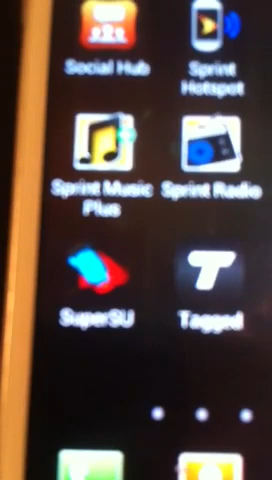 Social Hub Sprint
Hotspot
Sprint Music Sprint Radio
Plus
SuperSU T
Tagged